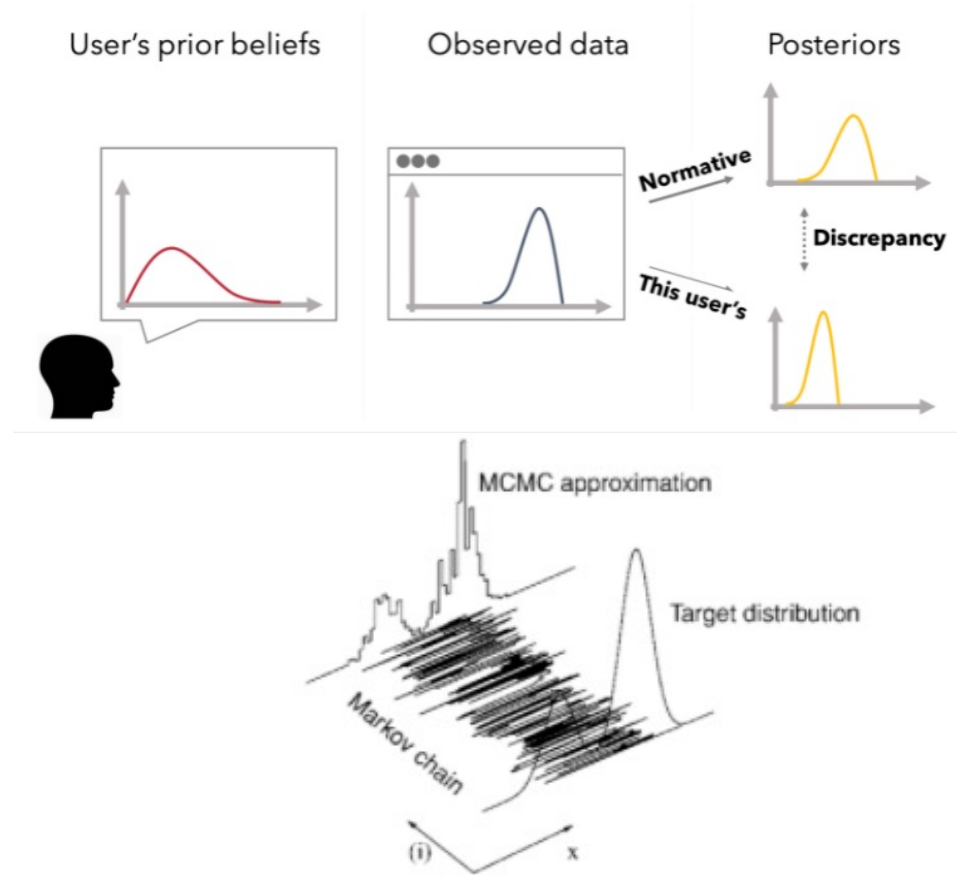 User's prior beliefs
Observed data
Posteriors
Normative
Discrepancy
This user's
MCMC approximation
Target distribution
Markov chain
(i)
x